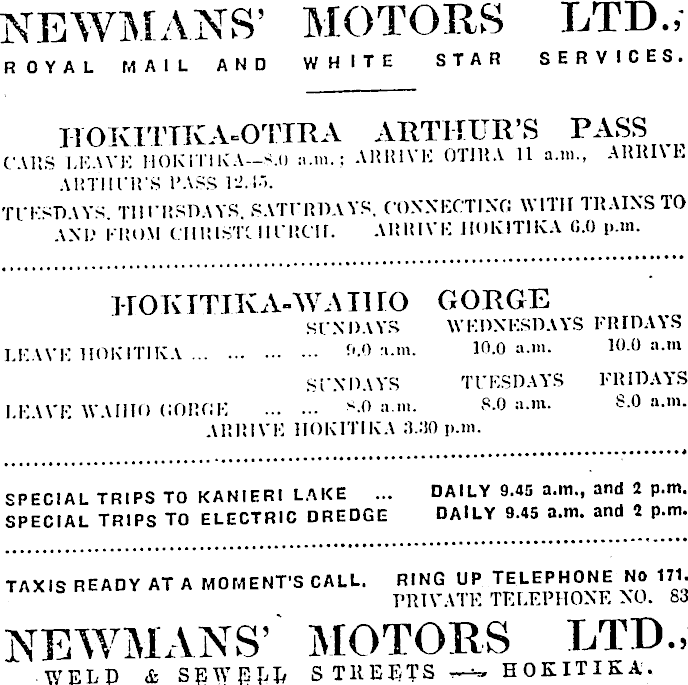 NEWMANS' MOTORS LTD.,
ROYAL MAIL AND WHITE STAR SERVICES.
HOKITIKA-OTIRA ARTHUR'S PASS
CARS LEAVE HOKITIKA—8.0 a.m.; ARRIVE OTIRA 11 a.m., ARRIVE
ARTHUR'S PASS 12.45.
TUESDAYS, THURSDAYS, SATURDAYS, CONNECTING WITH TRAINS TO
AND FROM CHRISTCHURCH. ARRIVE HOKITIKA 6.0 p.m.
HOKITIKA-WAIHO GORGE
SUNDAYS WEDNESDAYS FRIDAYS
LEAVE HOKITIKA ... ... ... ... 9.0 a.m. 10.0 a.m. 10.0 a.m
SUNDAYS TUESDAYS FRIDAYS
LEAVE WAIHO GORGE ... ... 8.0 a.m. 8.0 a.m. 8.0 a.m.
ARRIVE HOKITIKA 3.30 p.m.
SPECIAL TRIPS TO KANIERI LAKE ... DAILY 9.45 a.m., and 2 p.m.
SPECIAL TRIPS TO ELECTRIC DREDGE DAILY 9.45 a.m. and 2 p.m.
TAXIS READY AT A MOMENT'S CALL. RING UP TELEPHONE No 171.
PRIVATE TELEPHONE NO. 83
NEWMANS' MOTORS LTD.,
WELD & SEWELL STREETS — HOKITIKA.